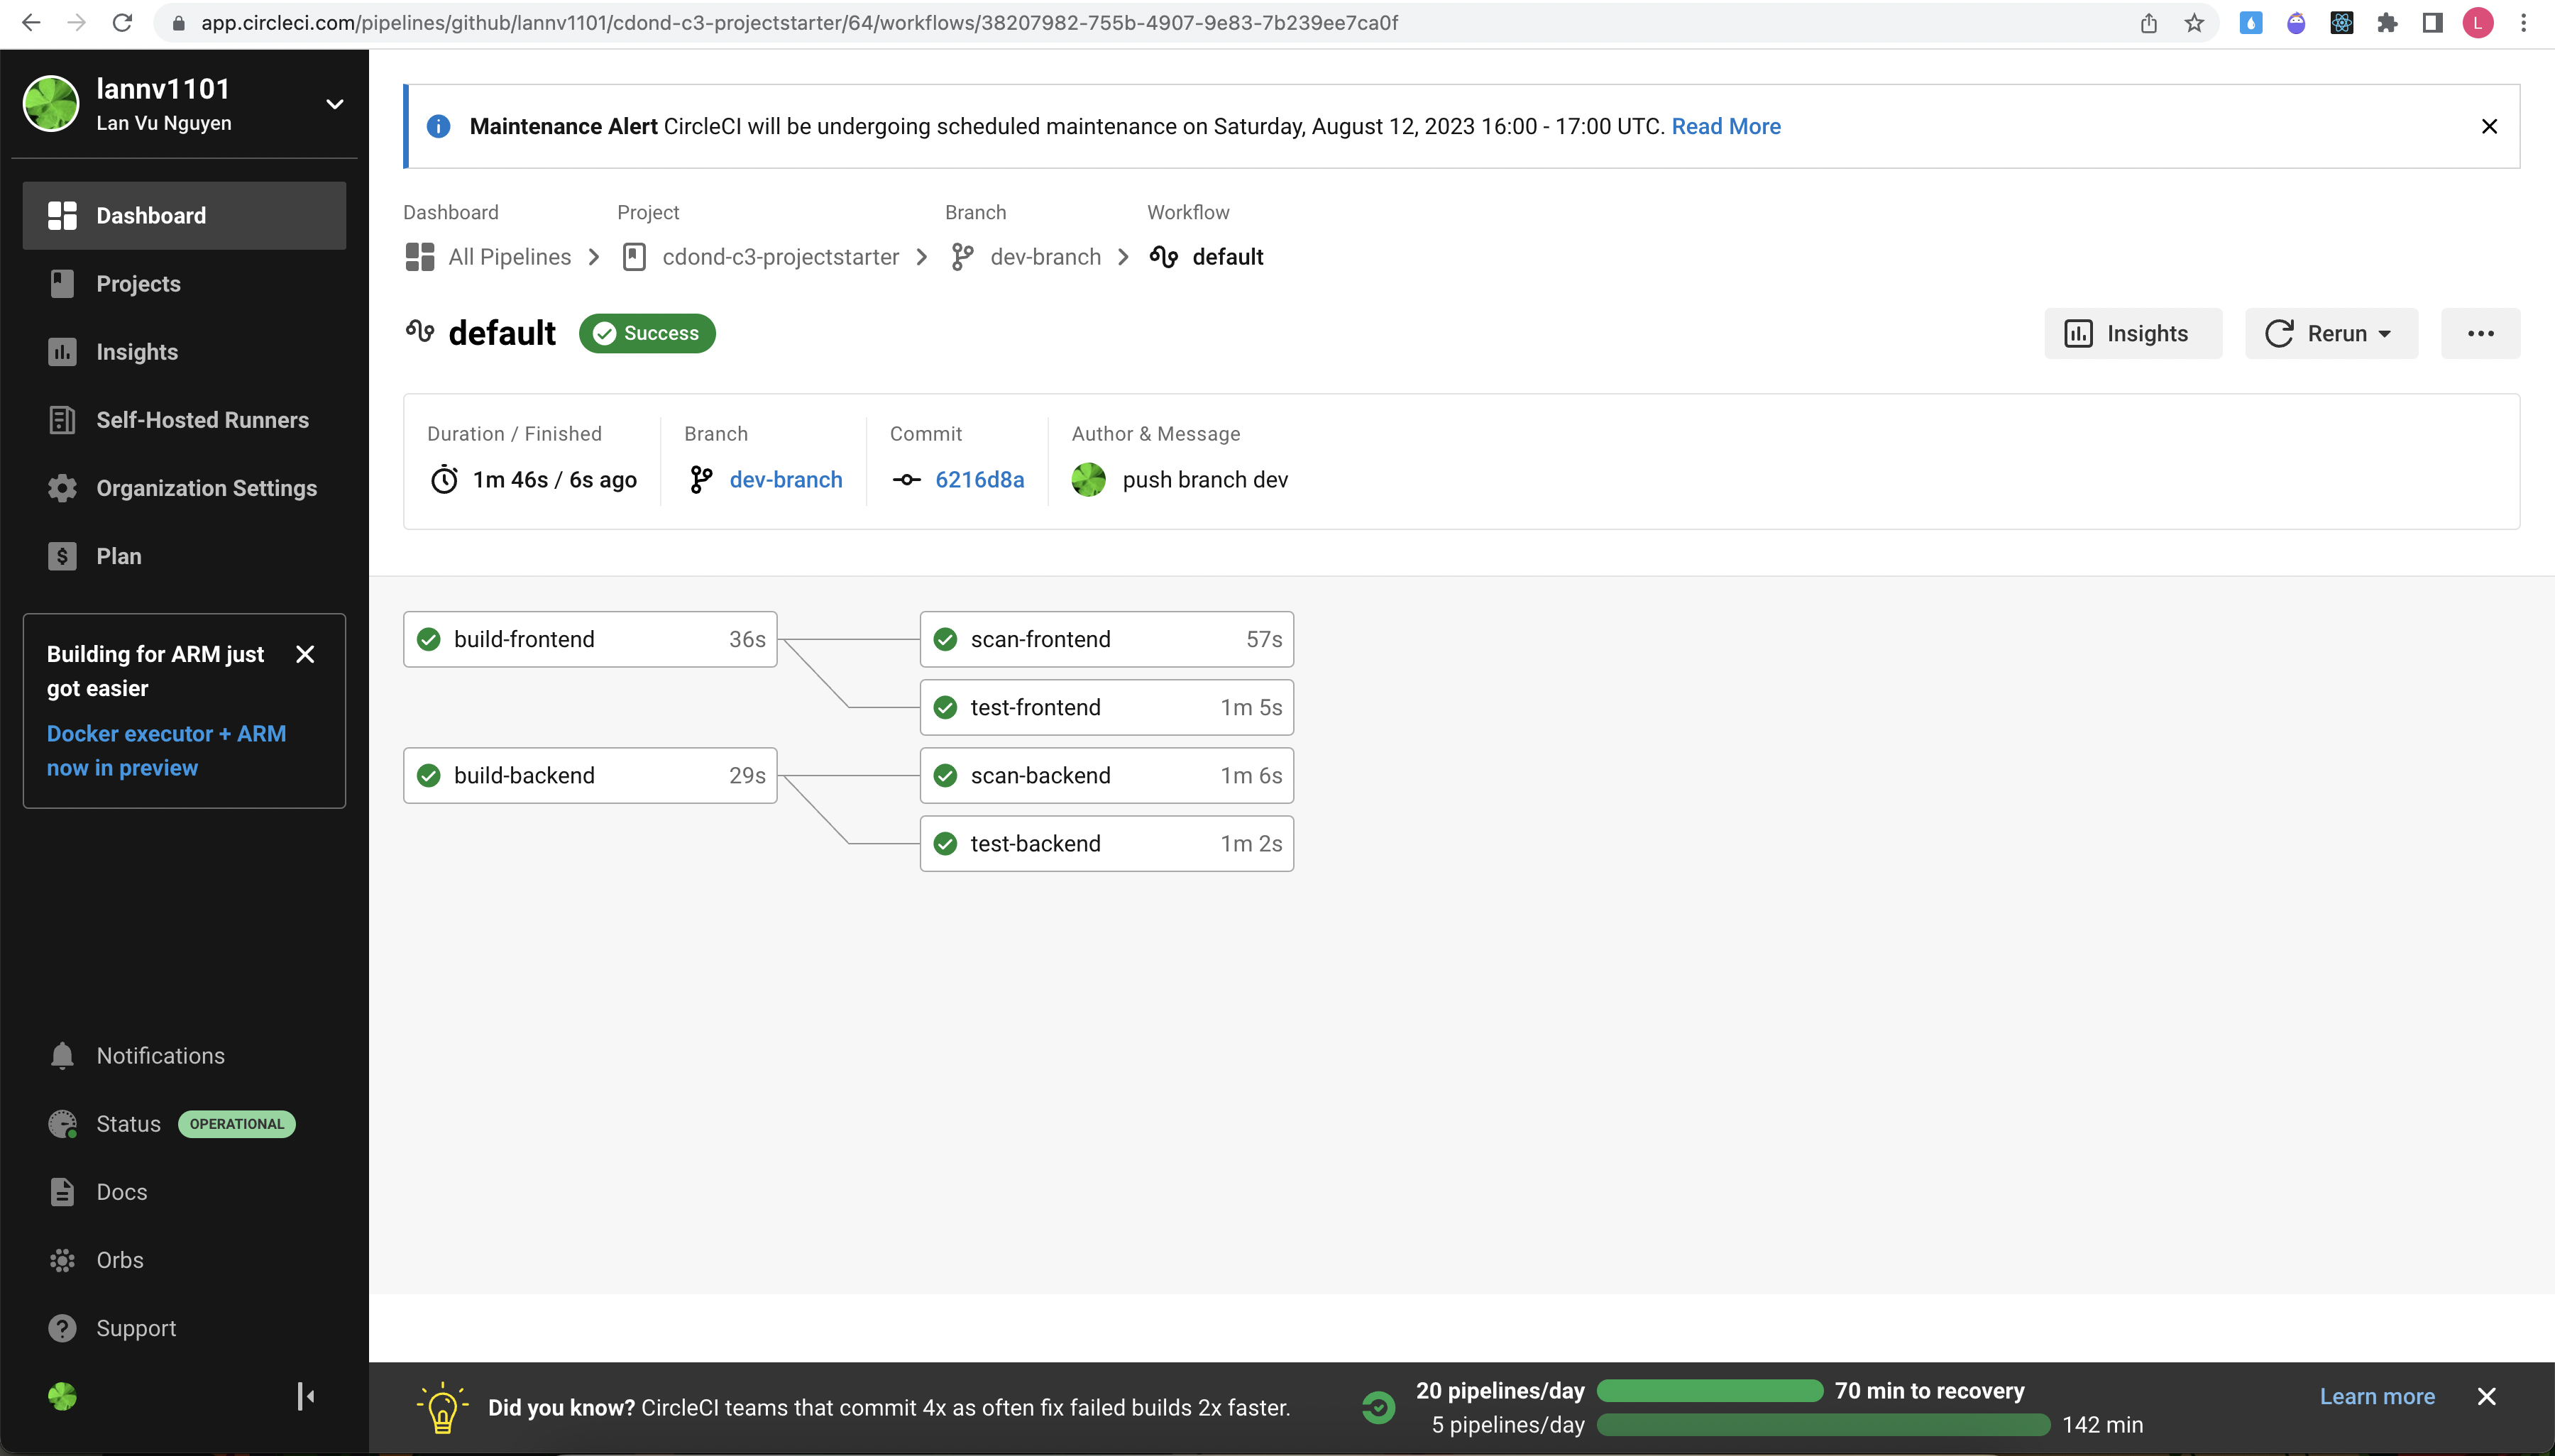 app.circleci.com/pipelines/github/lannv1101/cdond-c3-projectstarter/64/workflows/38207982-755b-4907-9e83-7b239ee7ca0f
L
lannv1101
Lan Vu Nguyen
Dashboard
Projects
Insights
Self-Hosted Runners
Organization Settings
Plan
Building for ARM just
got easier
Docker executor + ARM
now in preview
Notifications
Status OPERATIONAL
Docs
Orbs
Support
Maintenance Alert CircleCI will be undergoing scheduled maintenance on Saturday, August 12, 2023 16:00 - 17:00 UTC. Read More
Dashboard Project Branch Workflow
All Pipelines cdond-c3-projectstarter dev-branch default
default Success
Insights Rerun
Duration / Finished Branch Commit Author & Message
1m 46s / 6s ago dev-branch 6216d8a push branch dev
build-frontend 36s scan-frontend 57s
test-frontend 1m 5s
build-backend 29s scan-backend 1m 6s
test-backend 1m 2s
Did you know? CircleCI teams that commit 4x as often fix failed builds 2x faster.
20 pipelines/day 70 min to recovery
5 pipelines/day 142 min
Learn more